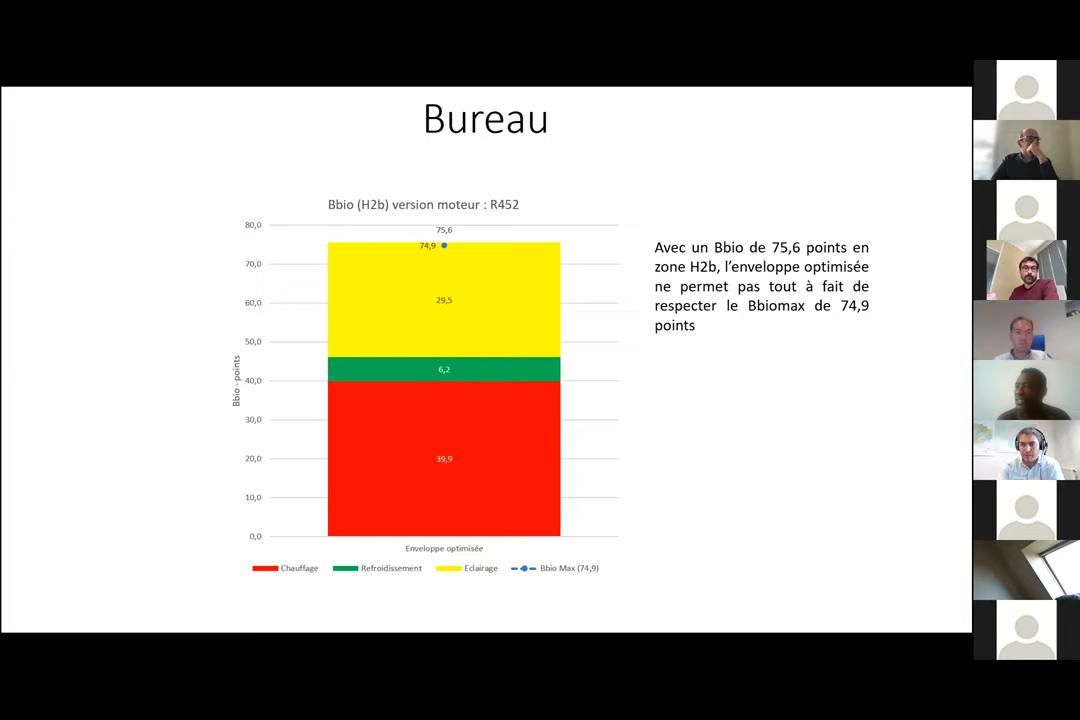 Bureau
Bbio (H2b) version moteur : R452
80,0
75,6
74,9
70,0
29,5
60,0
50,0
6,2
40,0
39,9
30,0
20,0
10,0
0,0
Bbio - points
Enveloppe optimisée
Chauffage Refroidissement Eclairage Bbio Max (74,9)
Avec un Bbio de 75,6 points en
zone H2b, l’enveloppe optimisée
ne permet pas tout à fait de
respecter le Bbiomax de 74,9
points